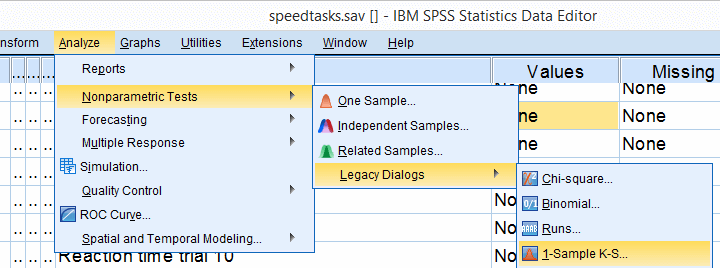 speedtasks.sav [] - IBM SPSS Statistics Data Editor
nsform Analyze Graphs Utilities Extensions Window Help
Values Missing
Reports
Nonparametric Tests
Forecasting
Multiple Response
Simulation...
Quality Control
ROC Curve...
Spatial and Temporal Modeling...
One Sample...
Independent Samples...
Related Samples...
Legacy Dialogs
Chi-square...
Binomial...
Runs...
1-Sample K-S...
None None
ne None
ne None
No
No
No
Reaction time trial 10 No